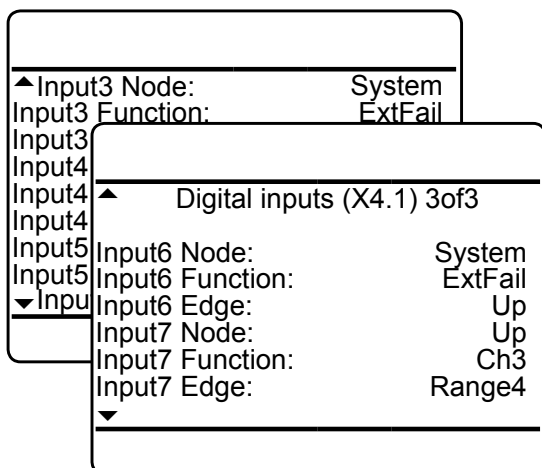 Input3 Node: System
Input3 Function: ExtFail
Input3
Input4
Input4
Input4
Input5
Input5
Inpu
Digital inputs (X4.1) 3of3
Input6 Node: System
Input6 Function: ExtFail
Input6 Edge: Up
Input7 Node: Up
Input7 Function: Ch3
Input7 Edge: Range4